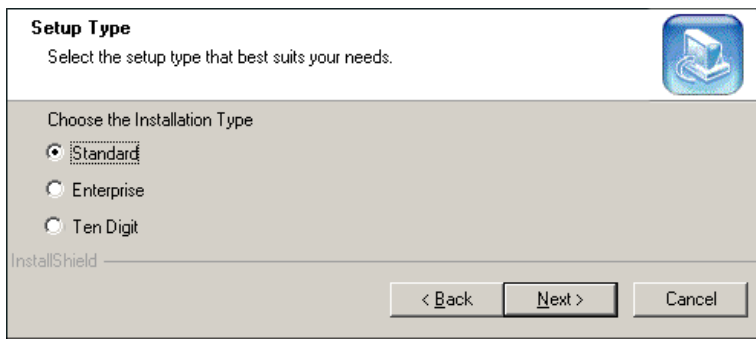 Setup Type
Select the setup type that best suits your needs.
Choose the Installation Type
Standard
Enterprise
Ten Digit
InstallShield
< Back Next > Cancel